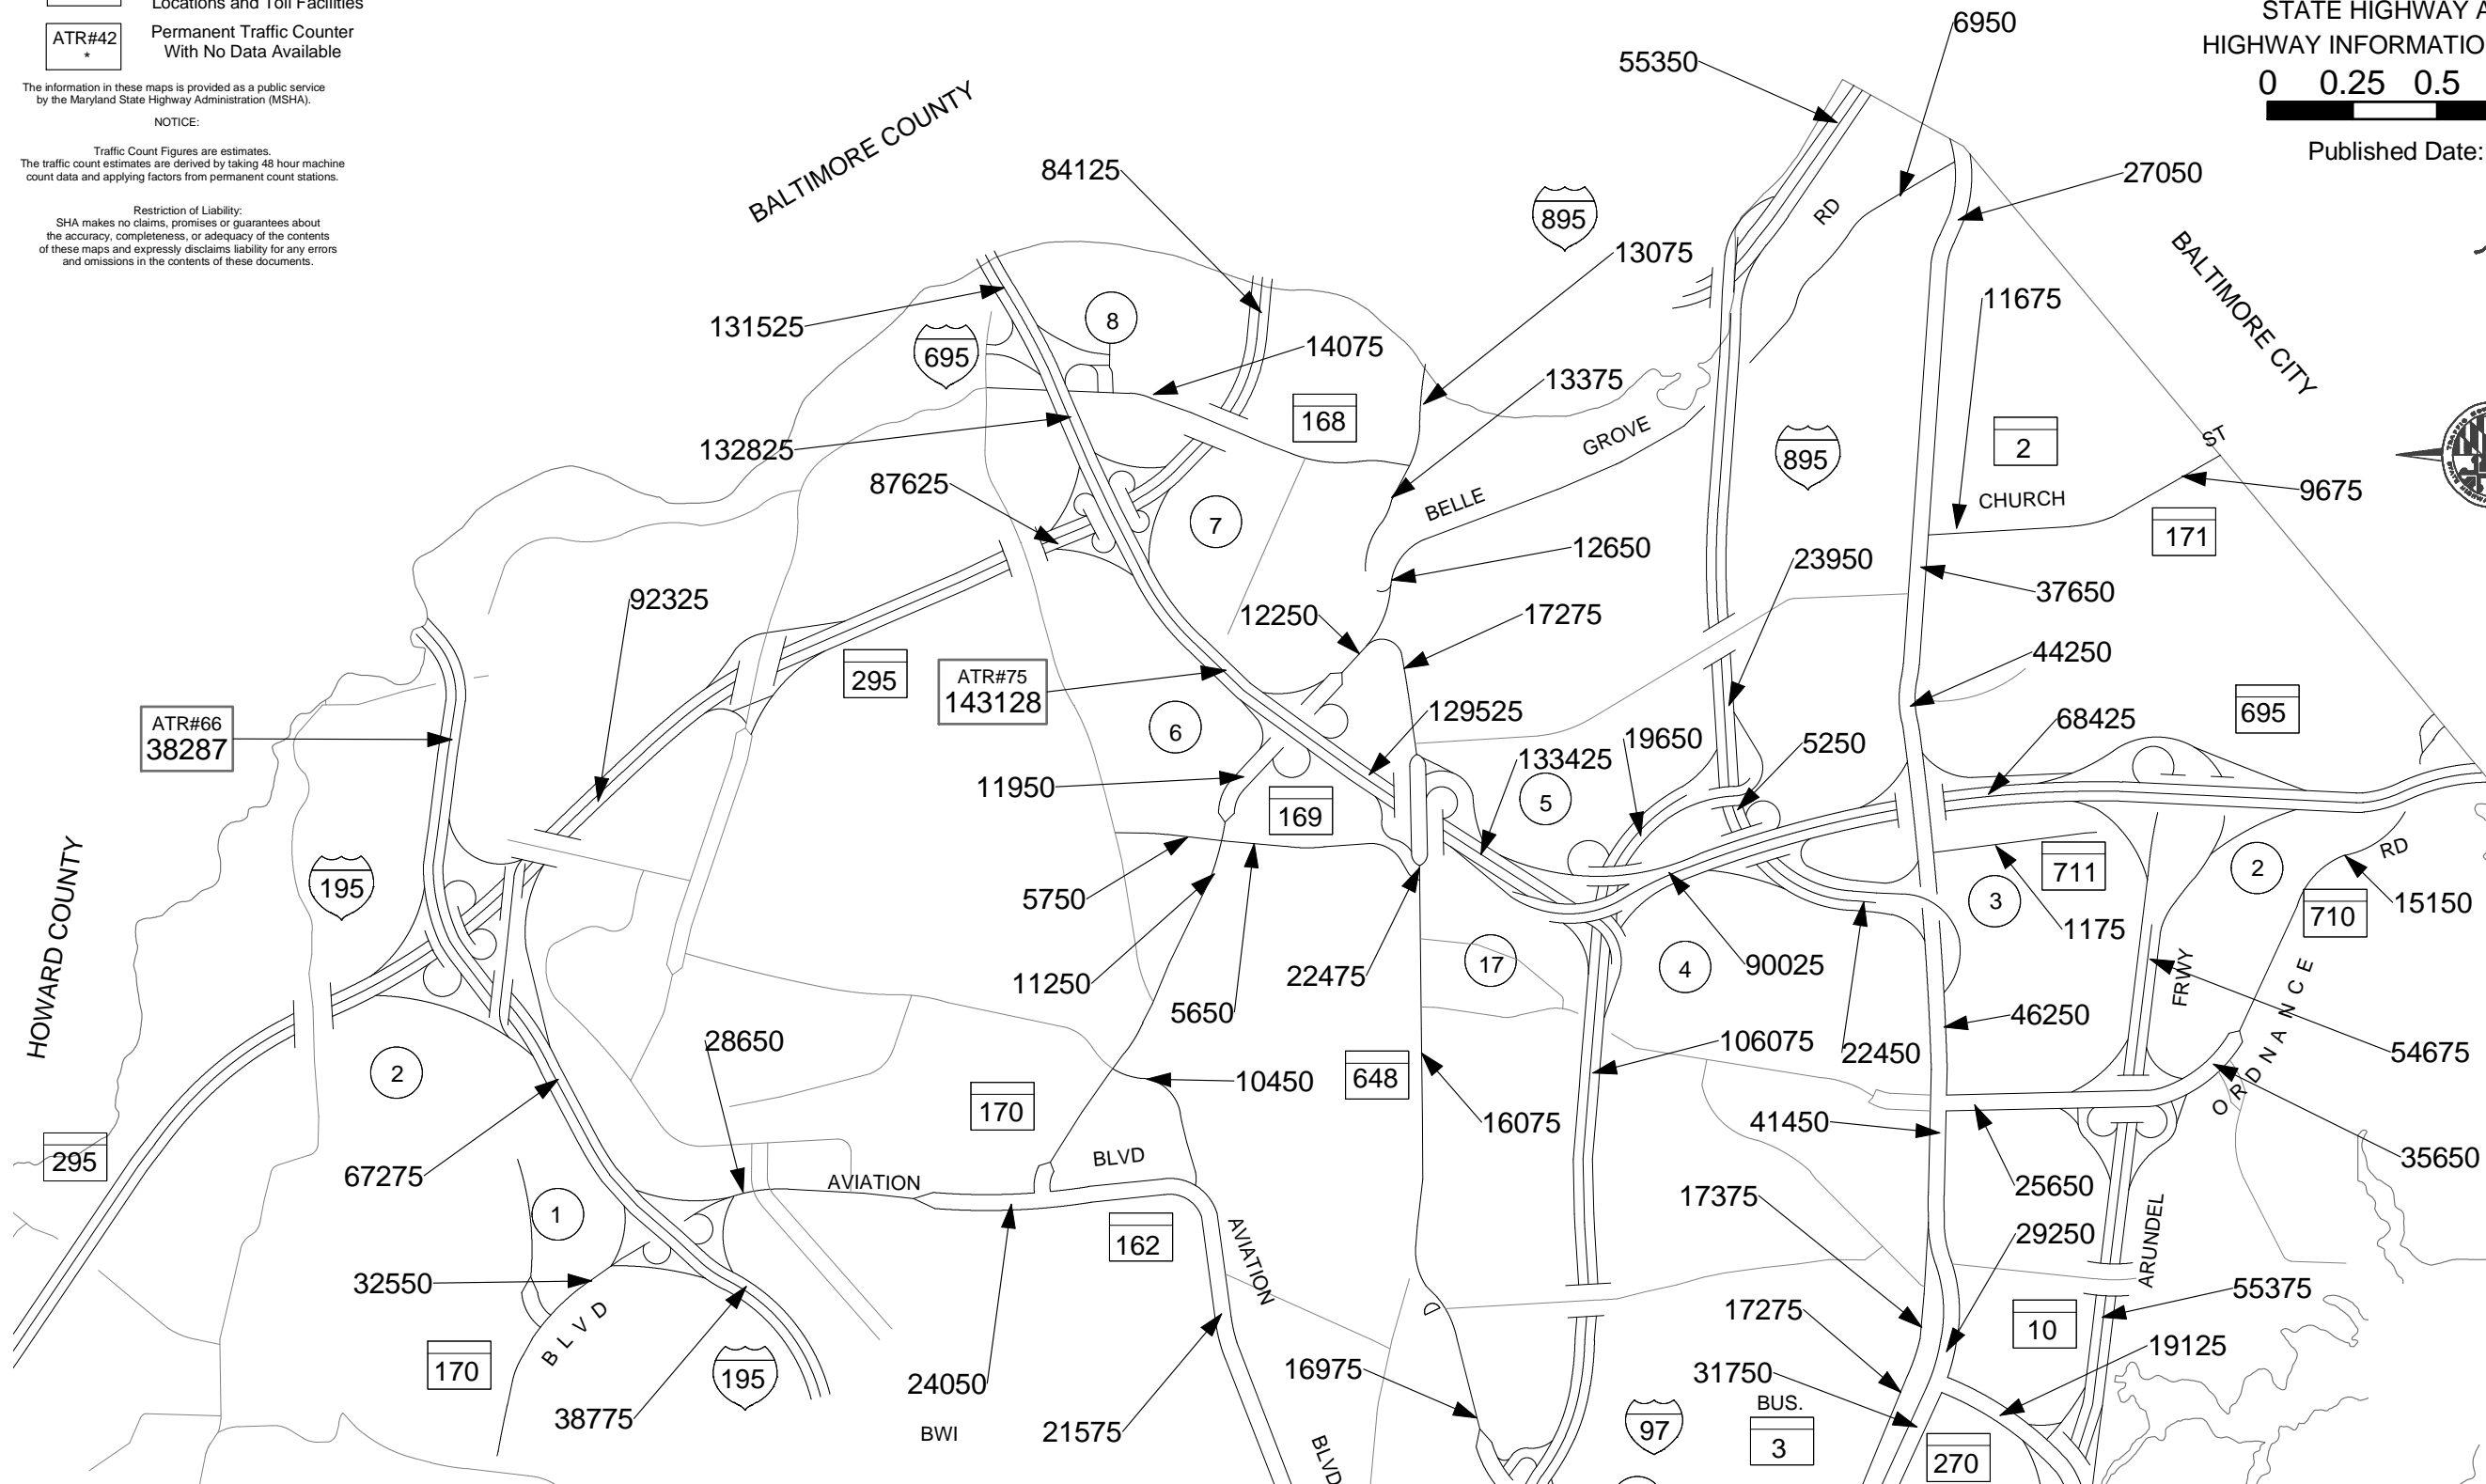 Locations and Toll Facilities
ATR#42
*
Permanent Traffic Counter
With No Data Available
The information in these maps is provided as a public service
by the Maryland State Highway Administration (MSHA).
NOTICE:
Traffic Count Figures are estimates.
The traffic count estimates are derived by taking 48 hour machine
count data and applying factors from permanent count stations.
Restriction of Liability:
SHA makes no claims, promises or guarantees about
the accuracy, completeness, or adequacy of the contents
of these maps and expressly disclaims liability for any errors
and omissions in the contents of these documents.
STATE HIGHWAY A
HIGHWAY INFORMATIO
0 0.25 0.5
Published Date:
6950
55350
BALTIMORE COUNTY
84125
27050
895
RD
13075
BALTIMORE CITY
11675
131525
8
695
14075
13375
168
GROVE
895
2
ST
132825
87625
7
BELLE
CHURCH
9675
171
12650
23950
92325
12250
17275
37650
44250
295
ATR#75
143128
695
ATR#66
38287
6
129525
19650
5250
68425
133425
11950
5
169
RD
HOWARD COUNTY
195
5750
711
2
3
710
15150
1175
11250
22475
17
4
90025
FRWY
5650
46250
ORDNANCE
28650
106075
22450
54675
2
10450
648
170
16075
41450
295
67275
BLVD
35650
AVIATION
25650
17375
1
162
AVIATION
29250
ARUNDEL
32550
55375
BLVD
17275
10
170
16975
19125
195
24050
31750
38775
BWI
21575
BUS.
97
3
BLVD
270